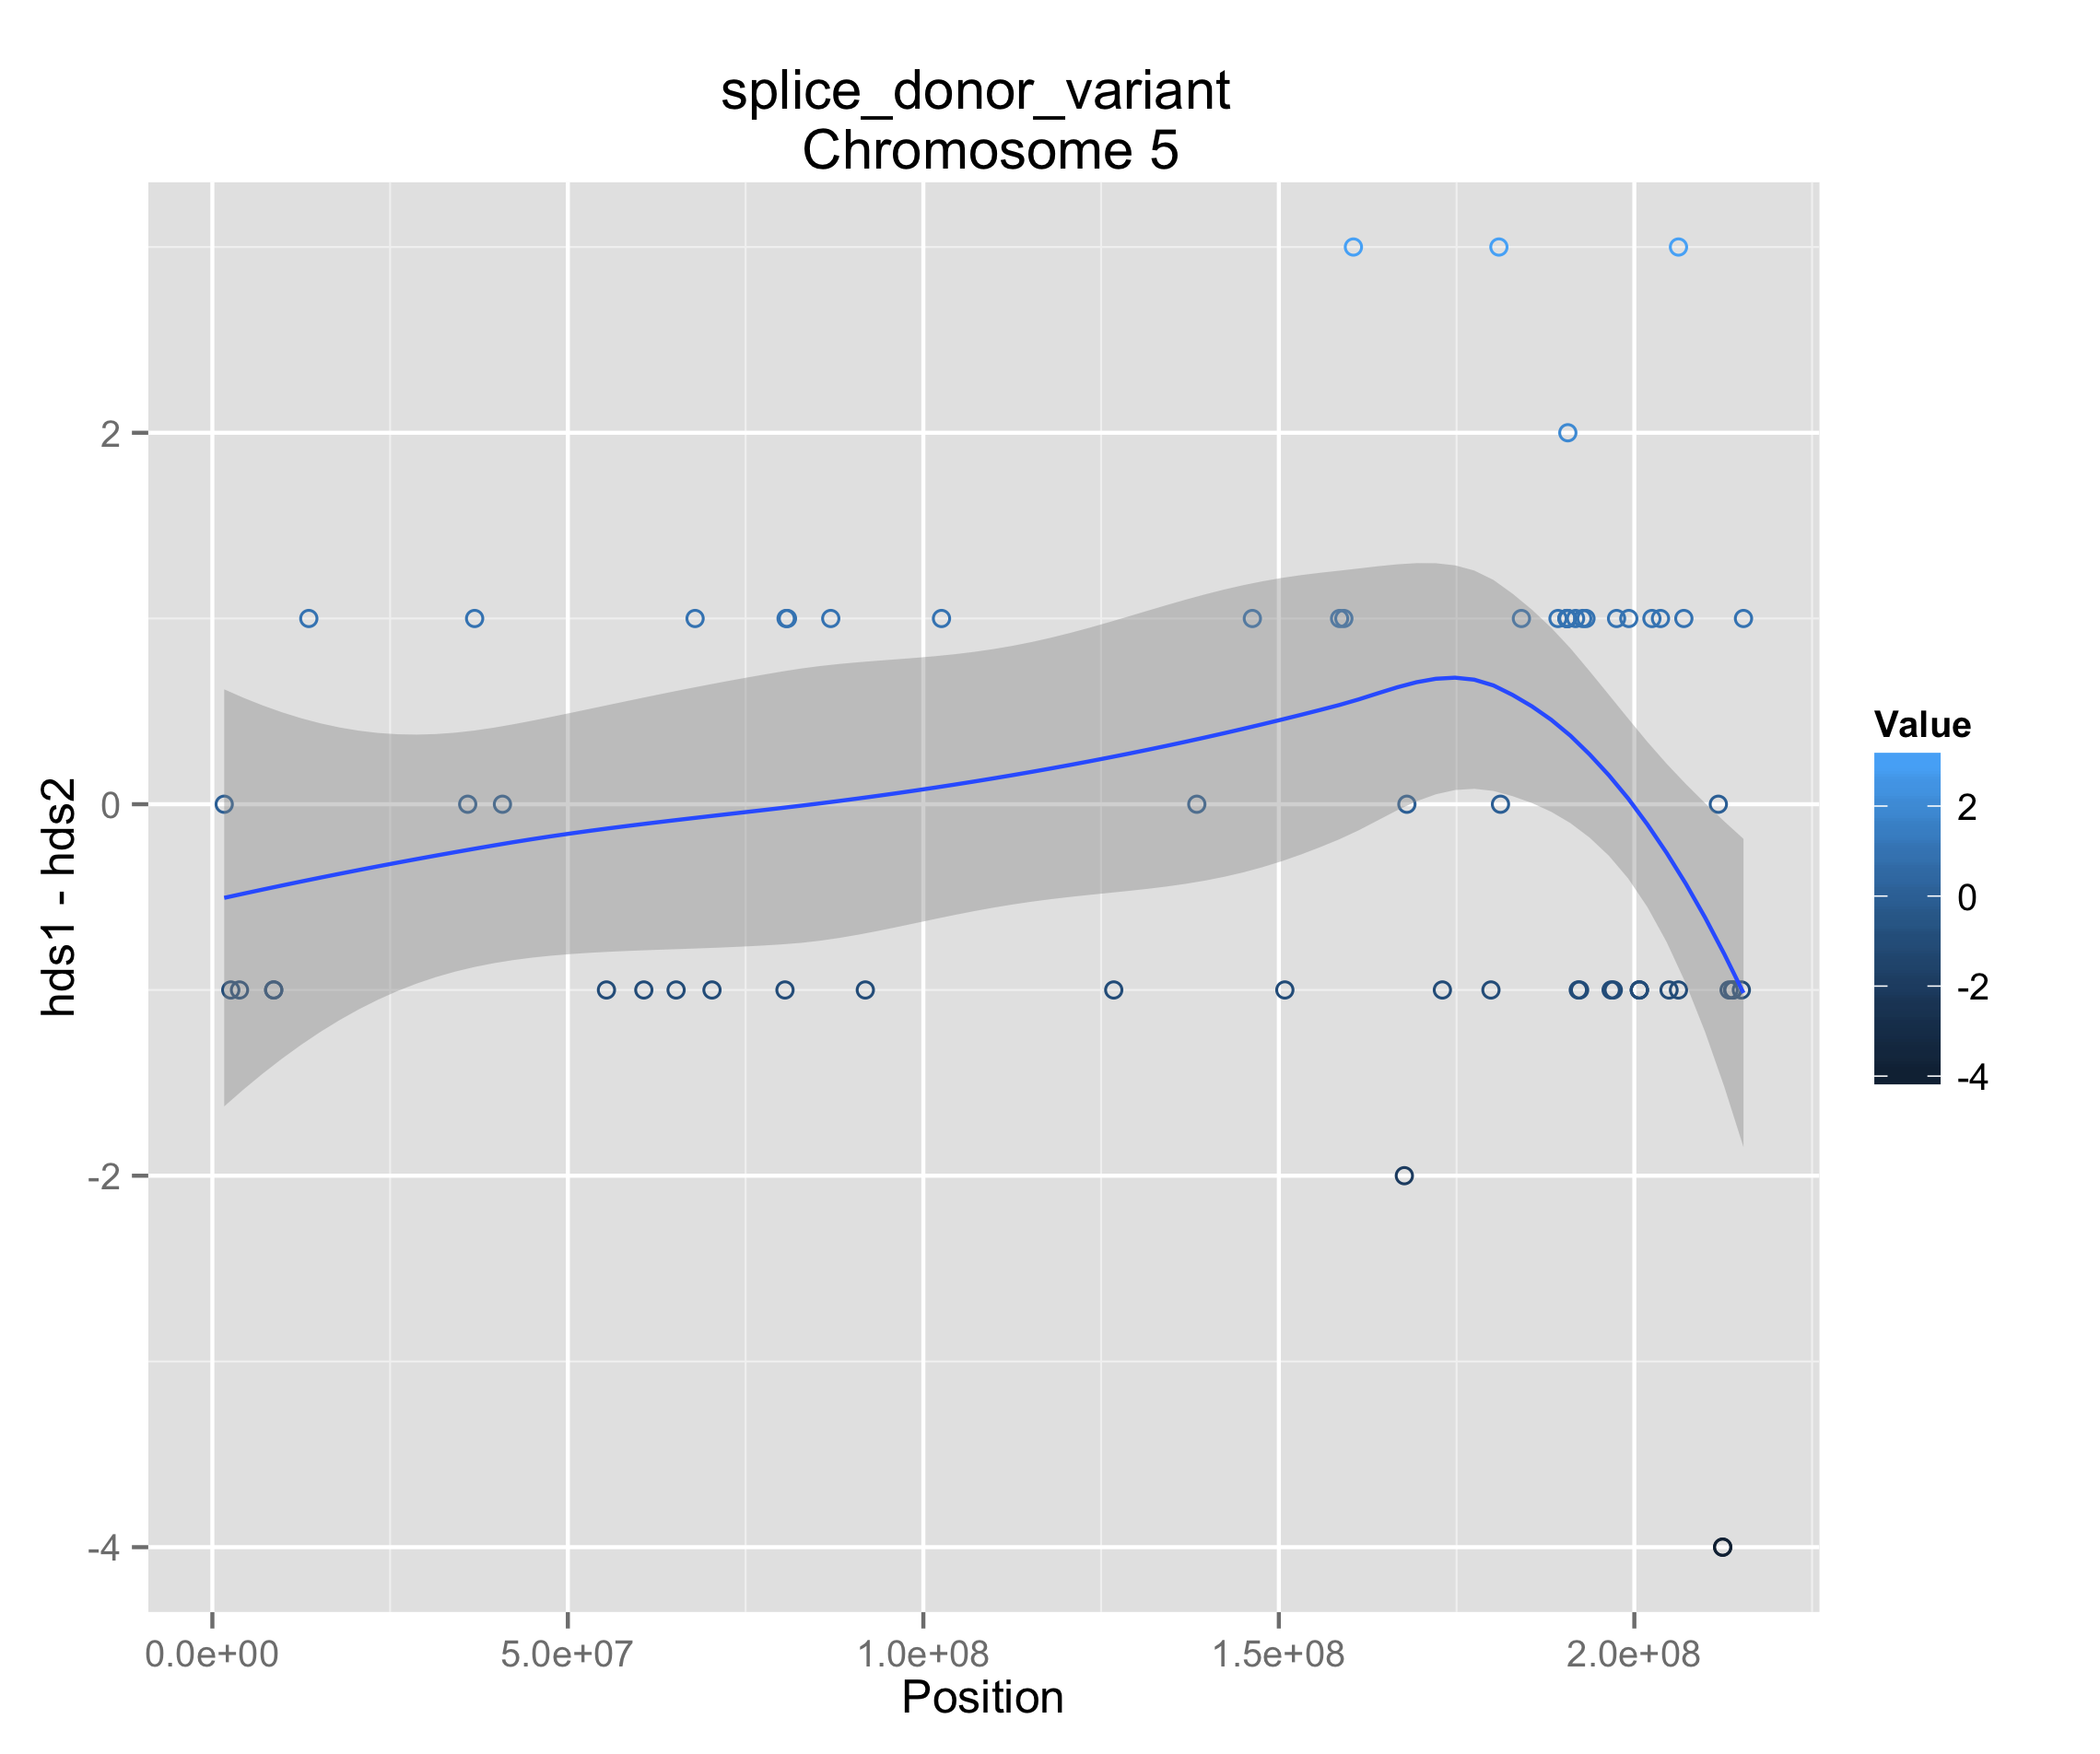 splice_donor_variant
Chromosome 5
hds1 - hds2
2
0
-2
-4
0.0e+00
5.0e+07
1.0e+08
1.5e+08
2.0e+08
Position
Value
2
0
-2
-4